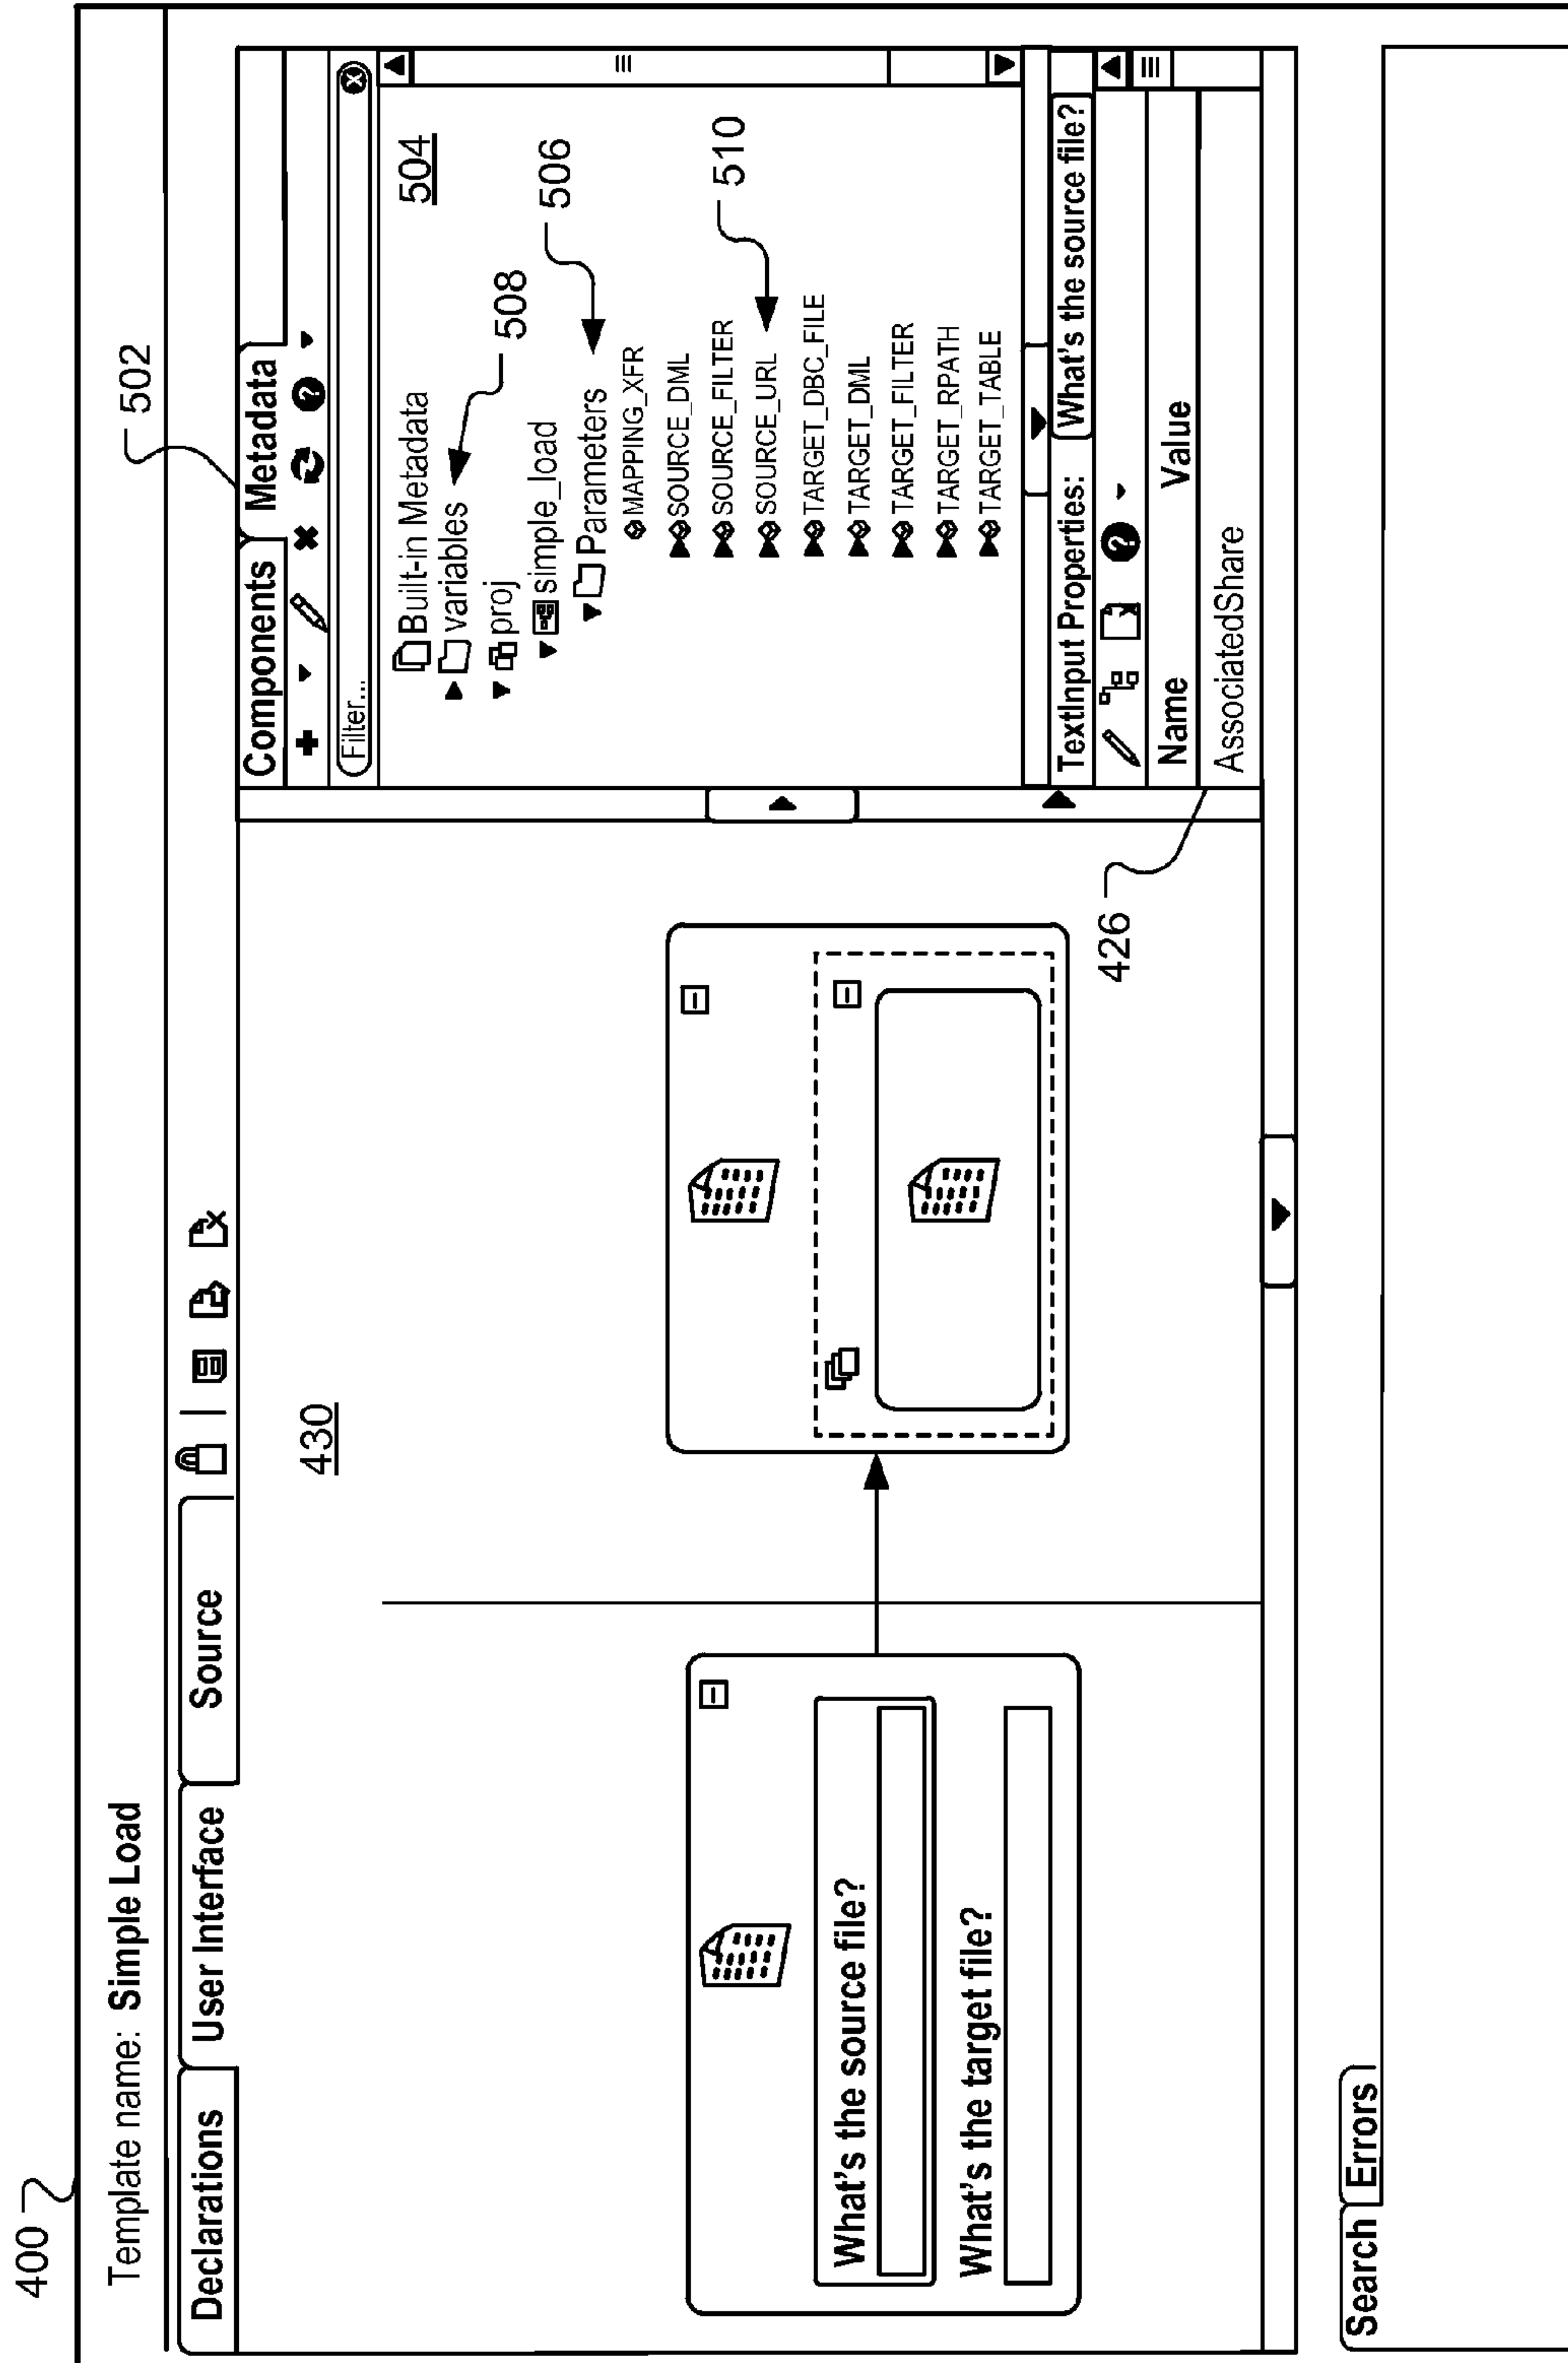 400
Template name: Simple Load
Declarations
User Interface
Source
430
What's the source file?
What's the target file?
502
Components
Metadata
Filter...
504
Built-in Metadata
variables
508
proj
simple_load
Parameters
506
MAPPING_XFR
SOURCE_DML
SOURCE_FILTER
SOURCE_URL
510
TARGET_DBC_FILE
TARGET_DML
TARGET_FILTER
TARGET_RPATH
TARGET_TABLE
TextInput Properties: What's the source file?
Name Value
AssociatedShare
426
Search Errors